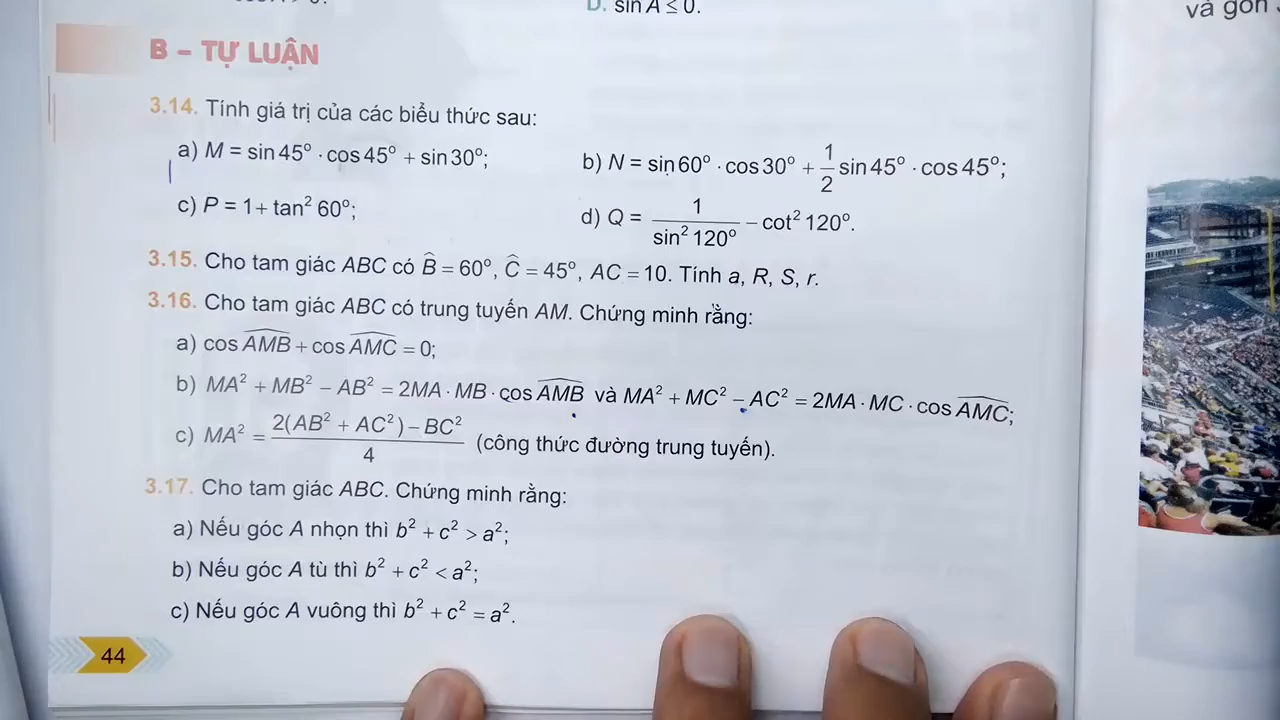 D. sin A ≤ 0.
và gọn
B – TỰ LUẬN
3.14. Tính giá trị của các biểu thức sau:
a) M = sin 45° · cos 45° + sin 30°;
b) N = sin 60° · cos 30° + 1/2 sin 45° · cos 45°;
c) P = 1 + tan² 60°;
d) Q = 1/(sin² 120°) − cot² 120°.
3.15. Cho tam giác ABC có B̂ = 60°, Ĉ = 45°, AC = 10. Tính a, R, S, r.
3.16. Cho tam giác ABC có trung tuyến AM. Chứng minh rằng:
a) cos \widehat{AMB} + cos \widehat{AMC} = 0;
b) MA² + MB² − AB² = 2MA · MB · cos \widehat{AMB} và MA² + MC² − AC² = 2MA · MC · cos \widehat{AMC};
c) MA² = (2(AB² + AC²) − BC²)/4 (công thức đường trung tuyến).
3.17. Cho tam giác ABC. Chứng minh rằng:
a) Nếu góc A nhọn thì b² + c² > a²;
b) Nếu góc A tù thì b² + c² < a²;
c) Nếu góc A vuông thì b² + c² = a².
44